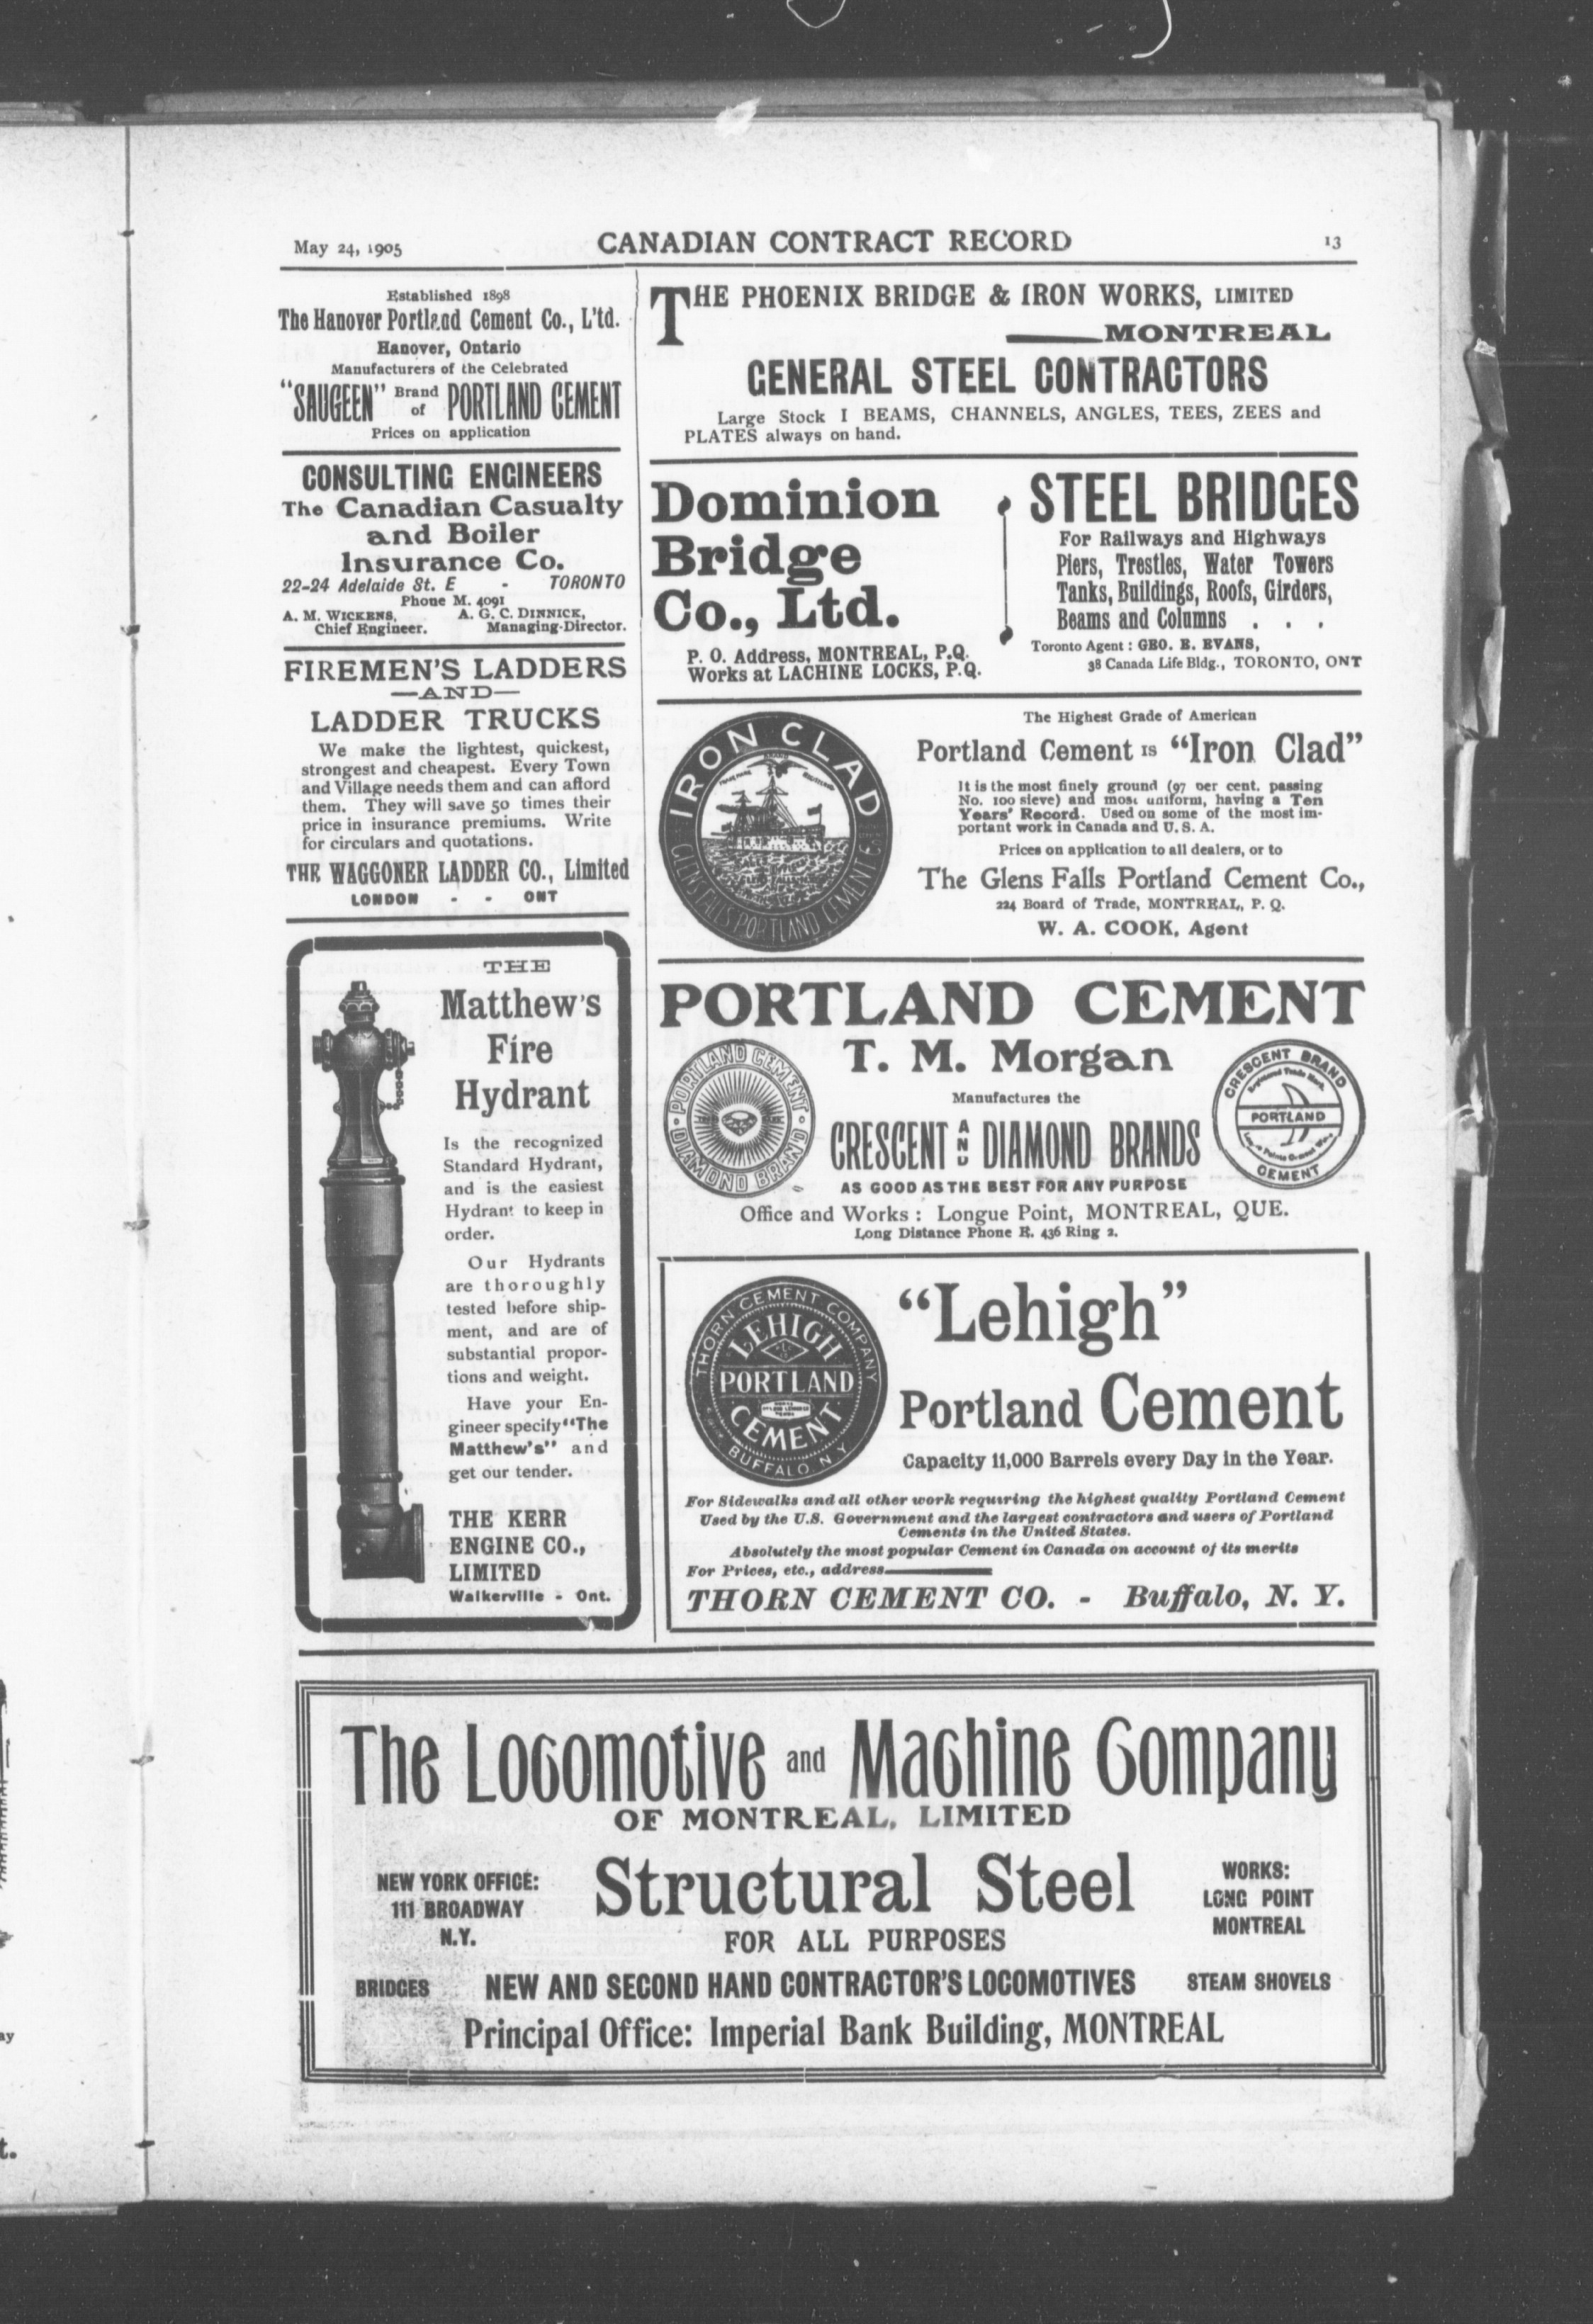 May 24, 1905
CANADIAN CONTRACT RECORD
13
Established 1898
The Hanover Portland Cement Co., L'td.
Hanover, Ontario
Manufacturers of the Celebrated
"SAUGEEN" Brand of PORTLAND CEMENT
Prices on application
CONSULTING ENGINEERS
The Canadian Casualty
and Boiler
Insurance Co.
22-24 Adelaide St. E - TORONTO
Phone M. 4091
A. M. WICKENS, A. G. C. DINNICK,
Chief Engineer. Managing-Director.
FIREMEN'S LADDERS
—AND—
LADDER TRUCKS
We make the lightest, quickest,
strongest and cheapest. Every Town
and Village needs them and can afford
them. They will save 50 times their
price in insurance premiums. Write
for circulars and quotations.
THE WAGGONER LADDER CO., Limited
LONDON - - ONT
THE
Matthew's
Fire
Hydrant
Is the recognized
Standard Hydrant,
and is the easiest
Hydrant to keep in
order.
Our Hydrants
are thoroughly
tested before ship-
ment, and are of
substantial propor-
tions and weight.
Have your En-
gineer specify "The
Matthew's" and
get our tender.
THE KERR
ENGINE CO.,
LIMITED
Walkerville - Ont.
THE PHOENIX BRIDGE & IRON WORKS, LIMITED
MONTREAL
GENERAL STEEL CONTRACTORS
Large Stock I BEAMS, CHANNELS, ANGLES, TEES, ZEES and
PLATES always on hand.
Dominion
Bridge
Co., Ltd.
P. O. Address, MONTREAL, P.Q.
Works at LACHINE LOCKS, P.Q.
STEEL BRIDGES
For Railways and Highways
Piers, Trestles, Water Towers
Tanks, Buildings, Roofs, Girders,
Beams and Columns . . .
Toronto Agent : GEO. E. EVANS,
38 Canada Life Bldg., TORONTO, ONT
IRON CLAD
GLENS FALLS PORTLAND CEMENT CO
The Highest Grade of American
Portland Cement IS "Iron Clad"
It is the most finely ground (97 per cent. passing
No. 100 sieve) and most uniform, having a Ten
Years' Record. Used on some of the most im-
portant work in Canada and U. S. A.
Prices on application to all dealers, or to
The Glens Falls Portland Cement Co.,
224 Board of Trade, MONTREAL, P. Q.
W. A. COOK, Agent
PORTLAND CEMENT
T. M. Morgan
Manufactures the
CRESCENT AND DIAMOND BRANDS
AS GOOD AS THE BEST FOR ANY PURPOSE
Office and Works : Longue Point, MONTREAL, QUE.
Long Distance Phone E. 436 Ring 2.
PORTLAND CEMENT
DIAMOND BRAND
CRESCENT BRAND
Registered Trade Mark
PORTLAND
CEMENT
THORN CEMENT COMPANY
LEHIGH
PORTLAND
CEMENT
BUFFALO N Y
"Lehigh"
Portland Cement
Capacity 11,000 Barrels every Day in the Year.
For Sidewalks and all other work requiring the highest quality Portland Cement
Used by the U.S. Government and the largest contractors and users of Portland
Cements in the United States.
Absolutely the most popular Cement in Canada on account of its merits
For Prices, etc., address
THORN CEMENT CO. - Buffalo, N. Y.
The Locomotive and Machine Company
OF MONTREAL, LIMITED
NEW YORK OFFICE:
111 BROADWAY
N.Y.
Structural Steel
FOR ALL PURPOSES
WORKS:
LONG POINT
MONTREAL
BRIDGES NEW AND SECOND HAND CONTRACTOR'S LOCOMOTIVES STEAM SHOVELS
Principal Office: Imperial Bank Building, MONTREAL